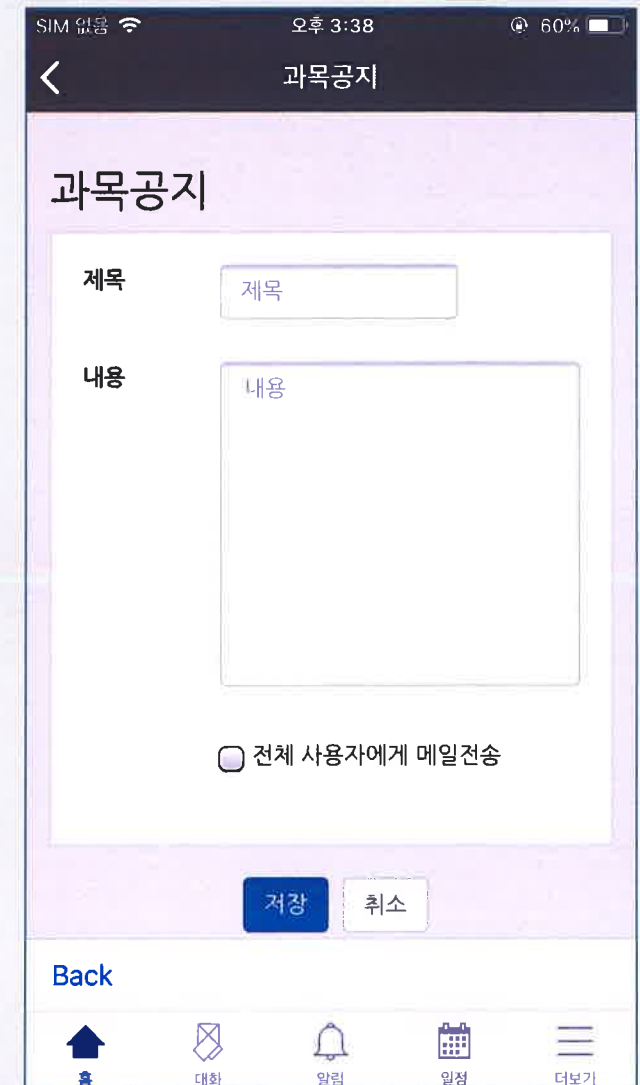 SIM 없음 오후 3:38 60%
과목공지
과목공지
제목 제목
내용 내용
전체 사용자에게 메일전송
저장 취소
Back
홈 대화 알림 일정 더보기